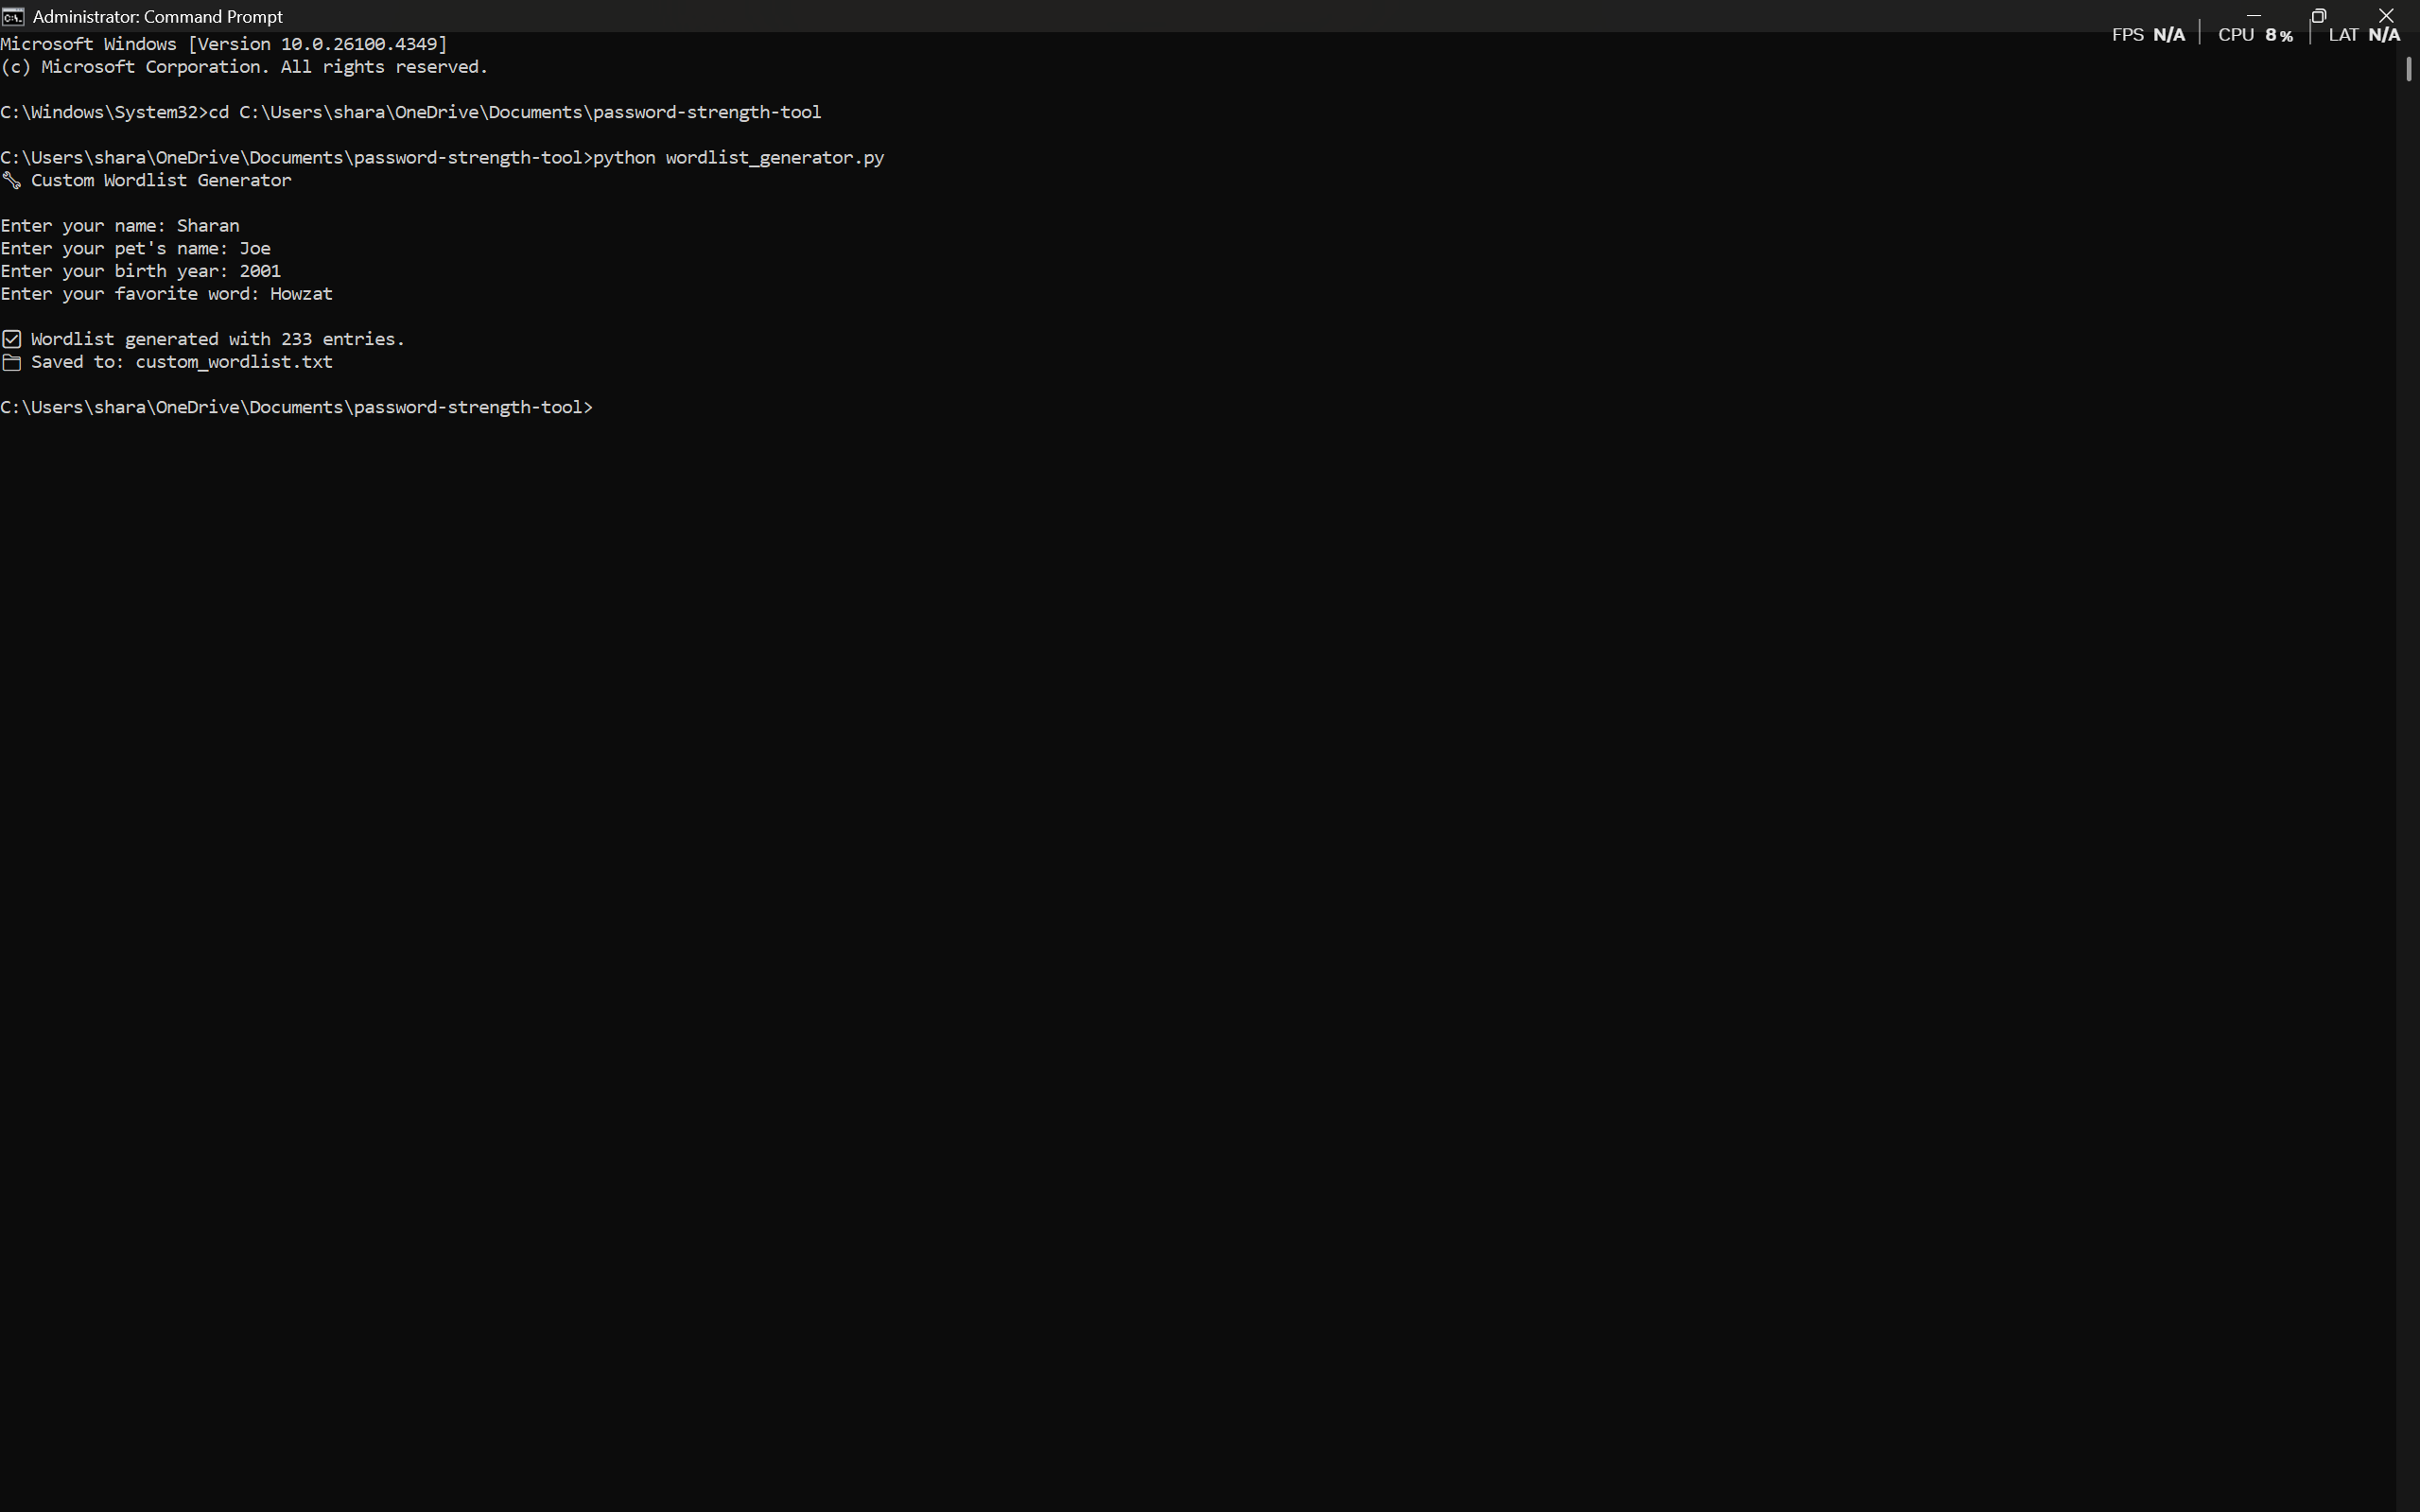 Administrator: Command Prompt
FPS N/A | CPU 8% | LAT N/A
Microsoft Windows [Version 10.0.26100.4349]
(c) Microsoft Corporation. All rights reserved.
C:\Windows\System32>cd C:\Users\shara\OneDrive\Documents\password-strength-tool
C:\Users\shara\OneDrive\Documents\password-strength-tool>python wordlist_generator.py
Custom Wordlist Generator
Enter your name: Sharan
Enter your pet's name: Joe
Enter your birth year: 2001
Enter your favorite word: Howzat
Wordlist generated with 233 entries.
Saved to: custom_wordlist.txt
C:\Users\shara\OneDrive\Documents\password-strength-tool>